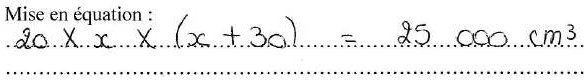 Mise en équation :
20 X x X (x + 30) = 25 000 cm3